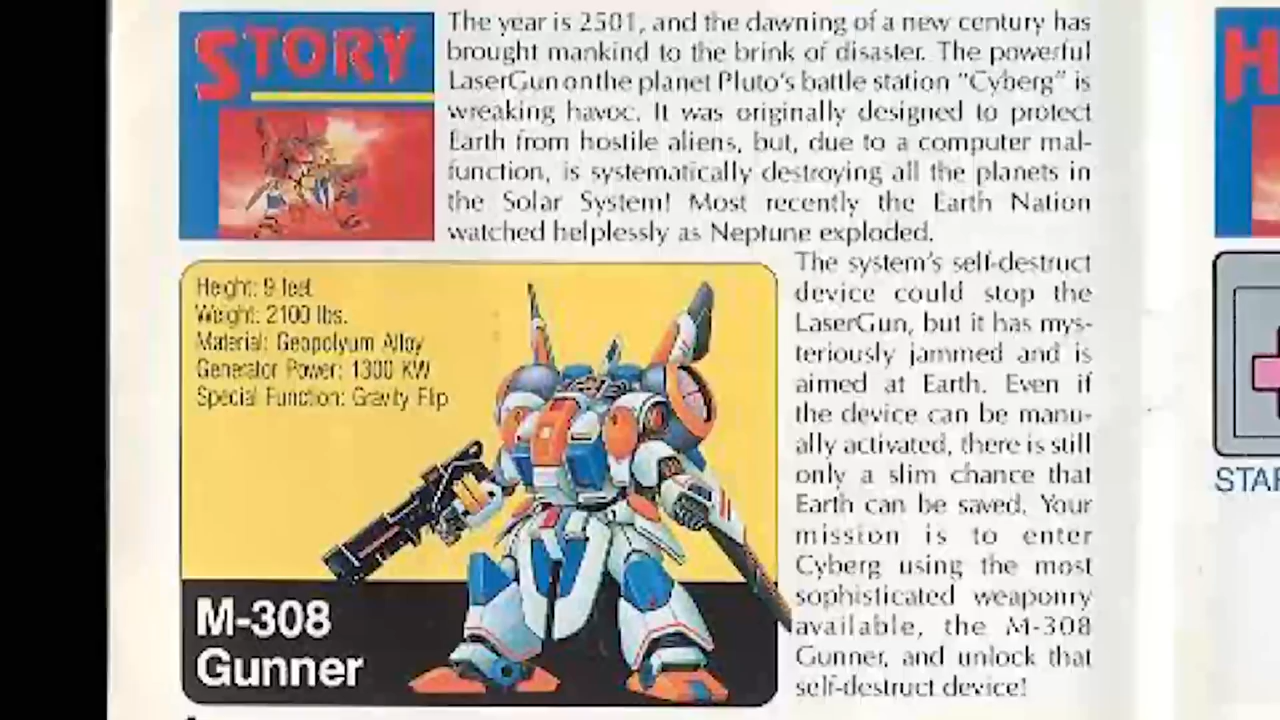 STORY
The year is 2501, and the dawning of a new century has
brought mankind to the brink of disaster. The powerful
LaserGun on the planet Pluto's battle station "Cyberg" is
wreaking havoc. It was originally designed to protect
Earth from hostile aliens, but, due to a computer mal-
function, is systematically destroying all the planets in
the Solar System! Most recently the Earth Nation
watched helplessly as Neptune exploded.
The system's self-destruct
device could stop the
LaserGun, but it has mys-
teriously jammed and is
aimed at Earth. Even if
the device can be manu-
ally activated, there is still
only a slim chance that
Earth can be saved. Your
mission is to enter
Cyberg using the most
sophisticated weaponry
available, the M-308
Gunner, and unlock that
self-destruct device!
Height: 9 feet
Weight: 2100 lbs.
Material: Geopolyum Alloy
Generator Power: 1300 KW
Special Function: Gravity Flip
M-308
Gunner